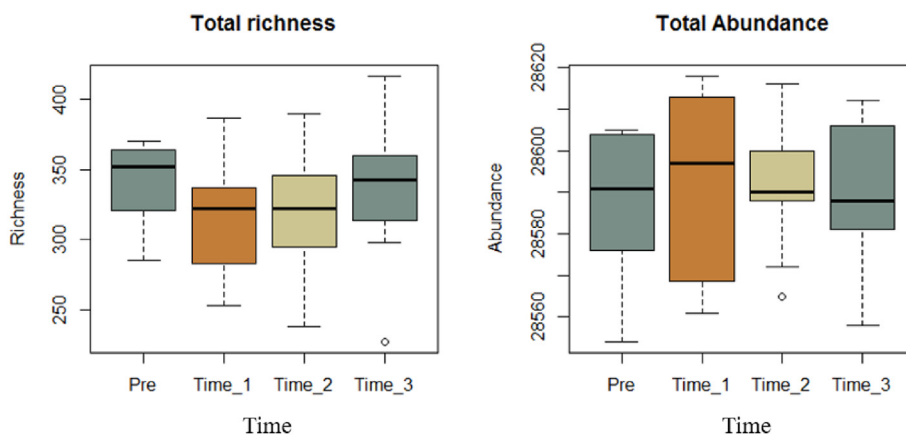 Total richness
Richness
400
350
300
250
Pre Time_1 Time_2 Time_3
Time
Total Abundance
Abundance
28620
28600
28580
28560
Pre Time_1 Time_2 Time_3
Time